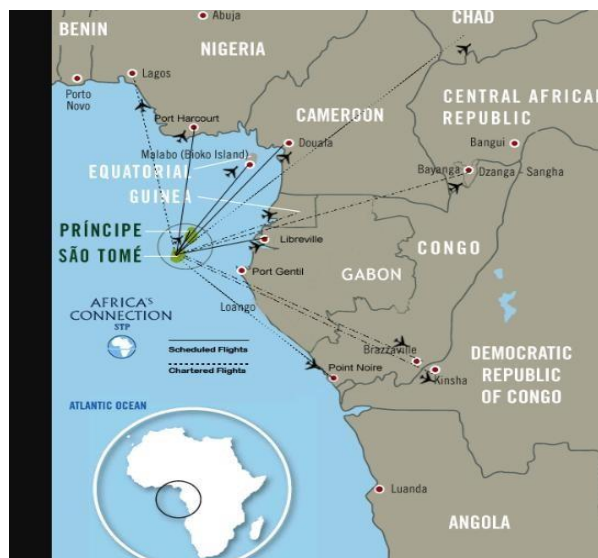 CHAD
Abuja
BENIN
NIGERIA
Lagos
Porto
Novo
Port Harcourt
CAMEROON
CENTRAL AFRICAN
REPUBLIC
Bangui
Douala
Malabo (Bioko Island)
EQUATORIAL
GUINEA
Bayanga
Dzanga - Sangha
PRÍNCIPE
SÃO TOMÉ
Libreville
CONGO
Port Gentil
GABON
Loango
AFRICA'S
CONNECTION
STP
Scheduled Flights
Chartered Flights
Brazzaville
Point Noire
Kinsha
DEMOCRATIC
REPUBLIC
OF CONGO
ATLANTIC OCEAN
Luanda
ANGOLA